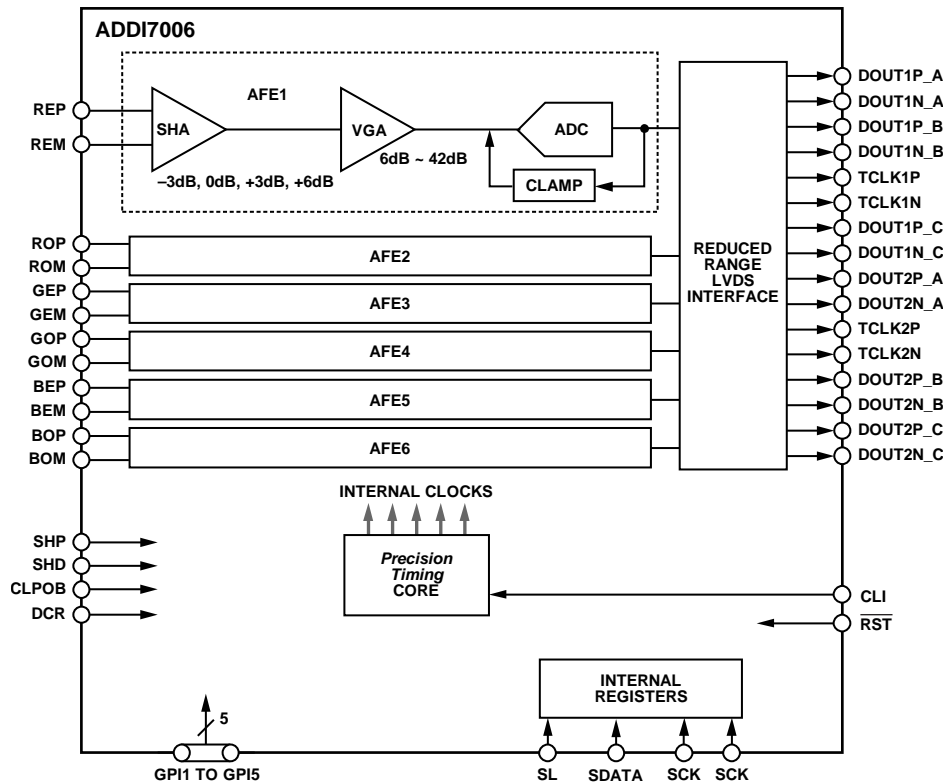 ADDI7006
AFE1
REP
REM
SHA
VGA
ADC
6dB ~ 42dB
–3dB, 0dB, +3dB, +6dB
CLAMP
ROP
ROM
AFE2
GEP
GEM
AFE3
GOP
GOM
AFE4
BEP
BEM
AFE5
BOP
BOM
AFE6
REDUCED
RANGE
LVDS
INTERFACE
DOUT1P_A
DOUT1N_A
DOUT1P_B
DOUT1N_B
TCLK1P
TCLK1N
DOUT1P_C
DOUT1N_C
DOUT2P_A
DOUT2N_A
TCLK2P
TCLK2N
DOUT2P_B
DOUT2N_B
DOUT2P_C
DOUT2N_C
INTERNAL CLOCKS
Precision
Timing
CORE
SHP
SHD
CLPOB
DCR
CLI
RST
INTERNAL
REGISTERS
5
GPI1 TO GPI5
SL
SDATA
SCK
SCK